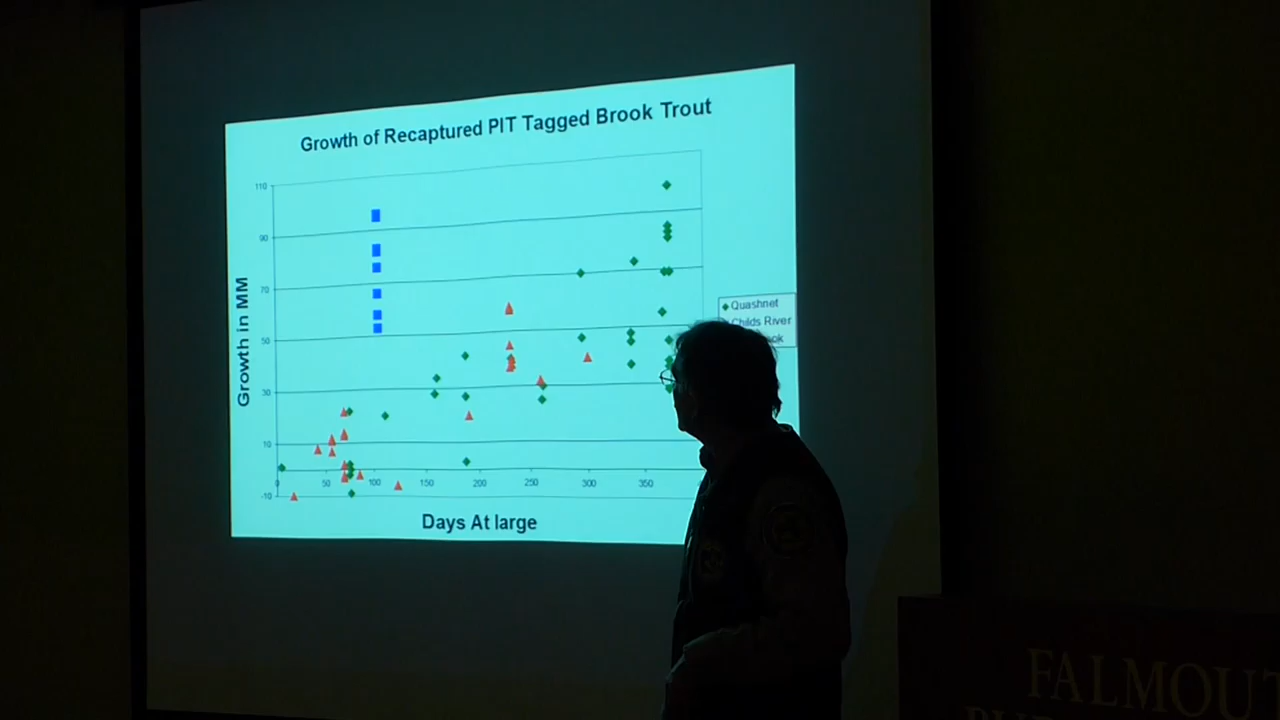 Growth of Recaptured PIT Tagged Brook Trout
110
90
70
50
30
10
-10
Growth in MM
0
50
100
150
200
250
300
350
Days At large
Quashnet
Childs River
FALMOU